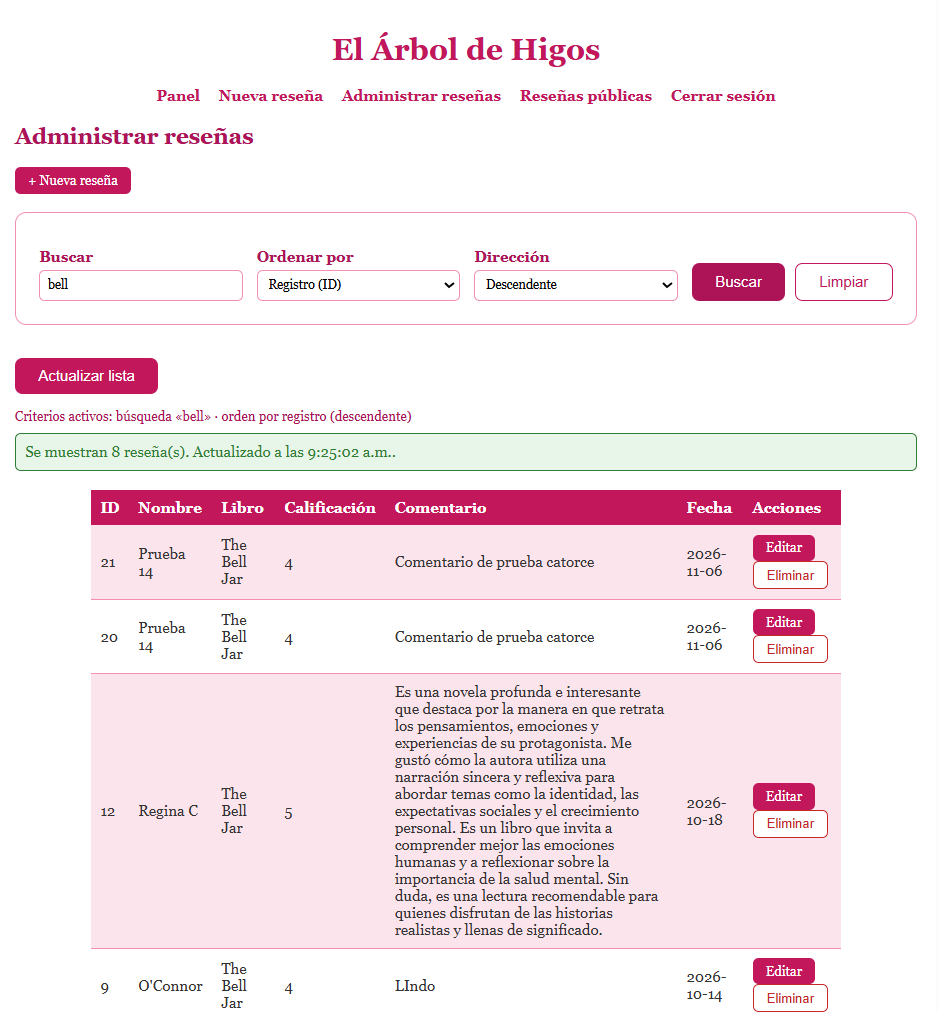 El Árbol de Higos
Panel Nueva reseña Administrar reseñas Reseñas públicas Cerrar sesión
Administrar reseñas
+ Nueva reseña
Buscar Ordenar por Dirección
bell Registro (ID) Descendente Buscar Limpiar
Actualizar lista
Criterios activos: búsqueda «bell» · orden por registro (descendente)
Se muestran 8 reseña(s). Actualizado a las 9:25:02 a.m..
ID Nombre Libro Calificación Comentario Fecha Acciones
21
Prueba
14
The
Bell
Jar
4
Comentario de prueba catorce
2026-
11-06
Editar
Eliminar
20
Prueba
14
The
Bell
Jar
4
Comentario de prueba catorce
2026-
11-06
Editar
Eliminar
12
Regina C
The
Bell
Jar
5
Es una novela profunda e interesante
que destaca por la manera en que retrata
los pensamientos, emociones y
experiencias de su protagonista. Me
gustó cómo la autora utiliza una
narración sincera y reflexiva para
abordar temas como la identidad, las
expectativas sociales y el crecimiento
personal. Es un libro que invita a
comprender mejor las emociones
humanas y a reflexionar sobre la
importancia de la salud mental. Sin
duda, es una lectura recomendable para
quienes disfrutan de las historias
realistas y llenas de significado.
2026-
10-18
Editar
Eliminar
9
O'Connor
The
Bell
Jar
4
LIndo
2026-
10-14
Editar
Eliminar